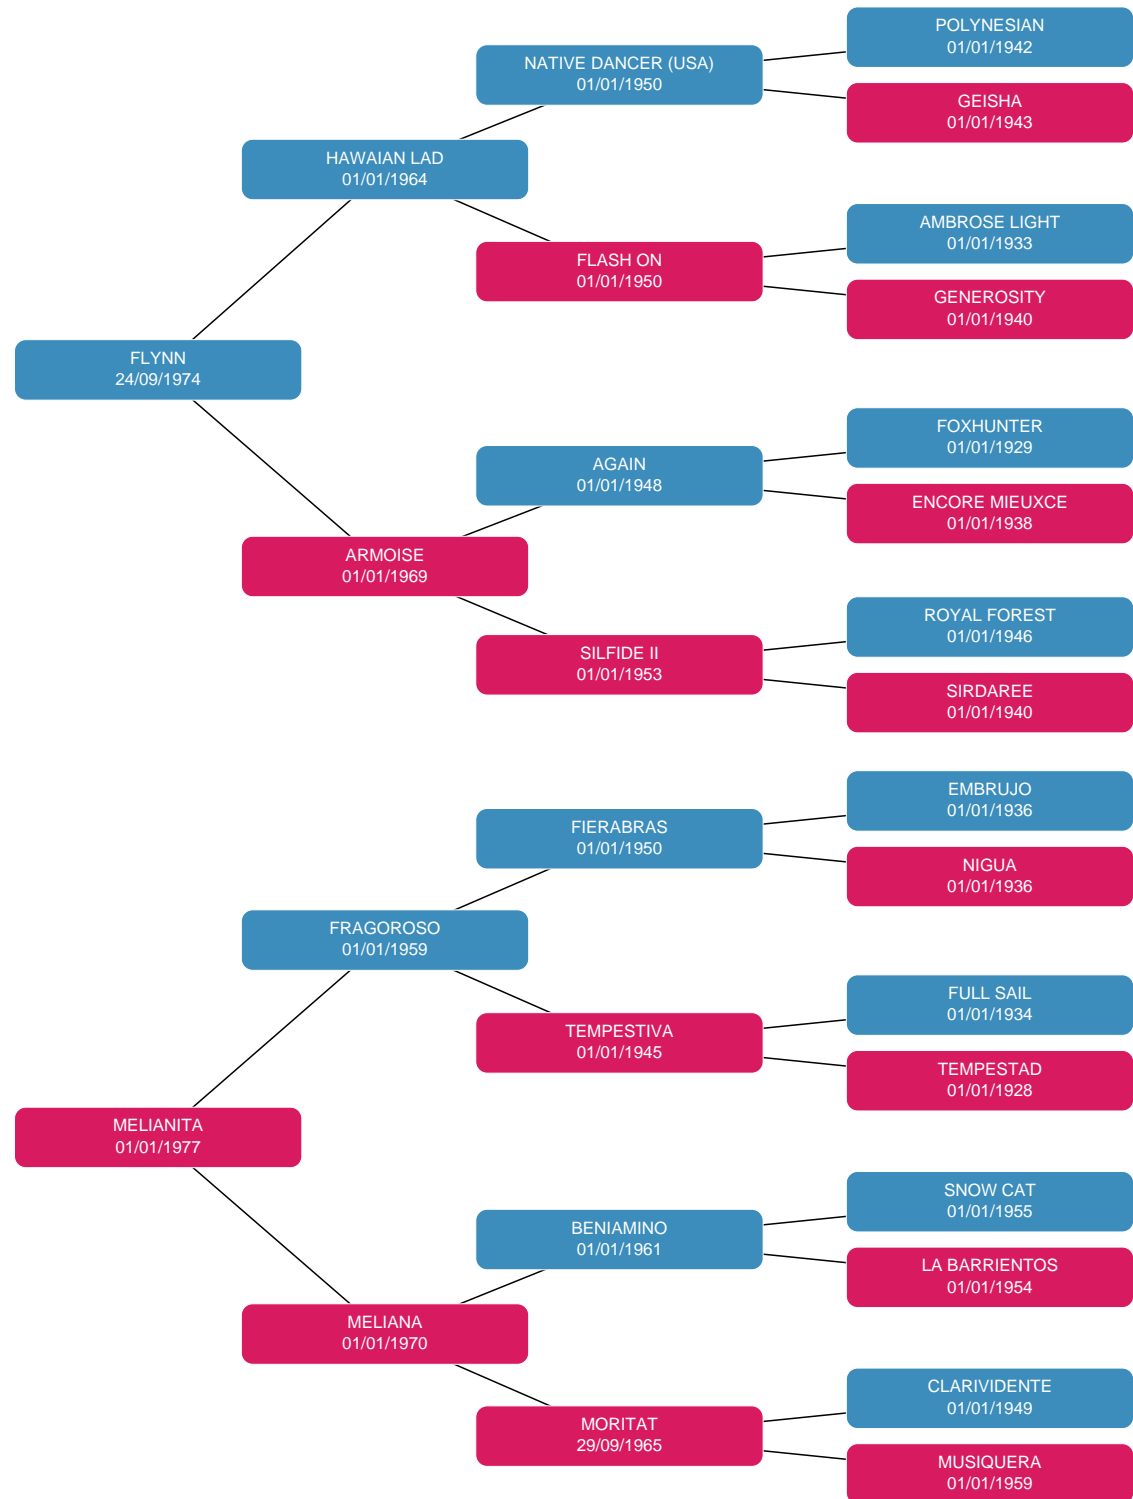 POLYNESIAN
01/01/1942
NATIVE DANCER (USA)
01/01/1950
GEISHA
01/01/1943
HAWAIAN LAD
01/01/1964
AMBROSE LIGHT
01/01/1933
FLASH ON
01/01/1950
GENEROSITY
01/01/1940
FLYNN
24/09/1974
FOXHUNTER
01/01/1929
AGAIN
01/01/1948
ENCORE MIEUXCE
01/01/1938
ARMOISE
01/01/1969
ROYAL FOREST
01/01/1946
SILFIDE II
01/01/1953
SIRDAREE
01/01/1940
EMBRUJO
01/01/1936
FIERABRAS
01/01/1950
NIGUA
01/01/1936
FRAGOROSO
01/01/1959
FULL SAIL
01/01/1934
TEMPESTIVA
01/01/1945
TEMPESTAD
01/01/1928
MELIANITA
01/01/1977
SNOW CAT
01/01/1955
BENIAMINO
01/01/1961
LA BARRIENTOS
01/01/1954
MELIANA
01/01/1970
CLARIVIDENTE
01/01/1949
MORITAT
29/09/1965
MUSIQUERA
01/01/1959